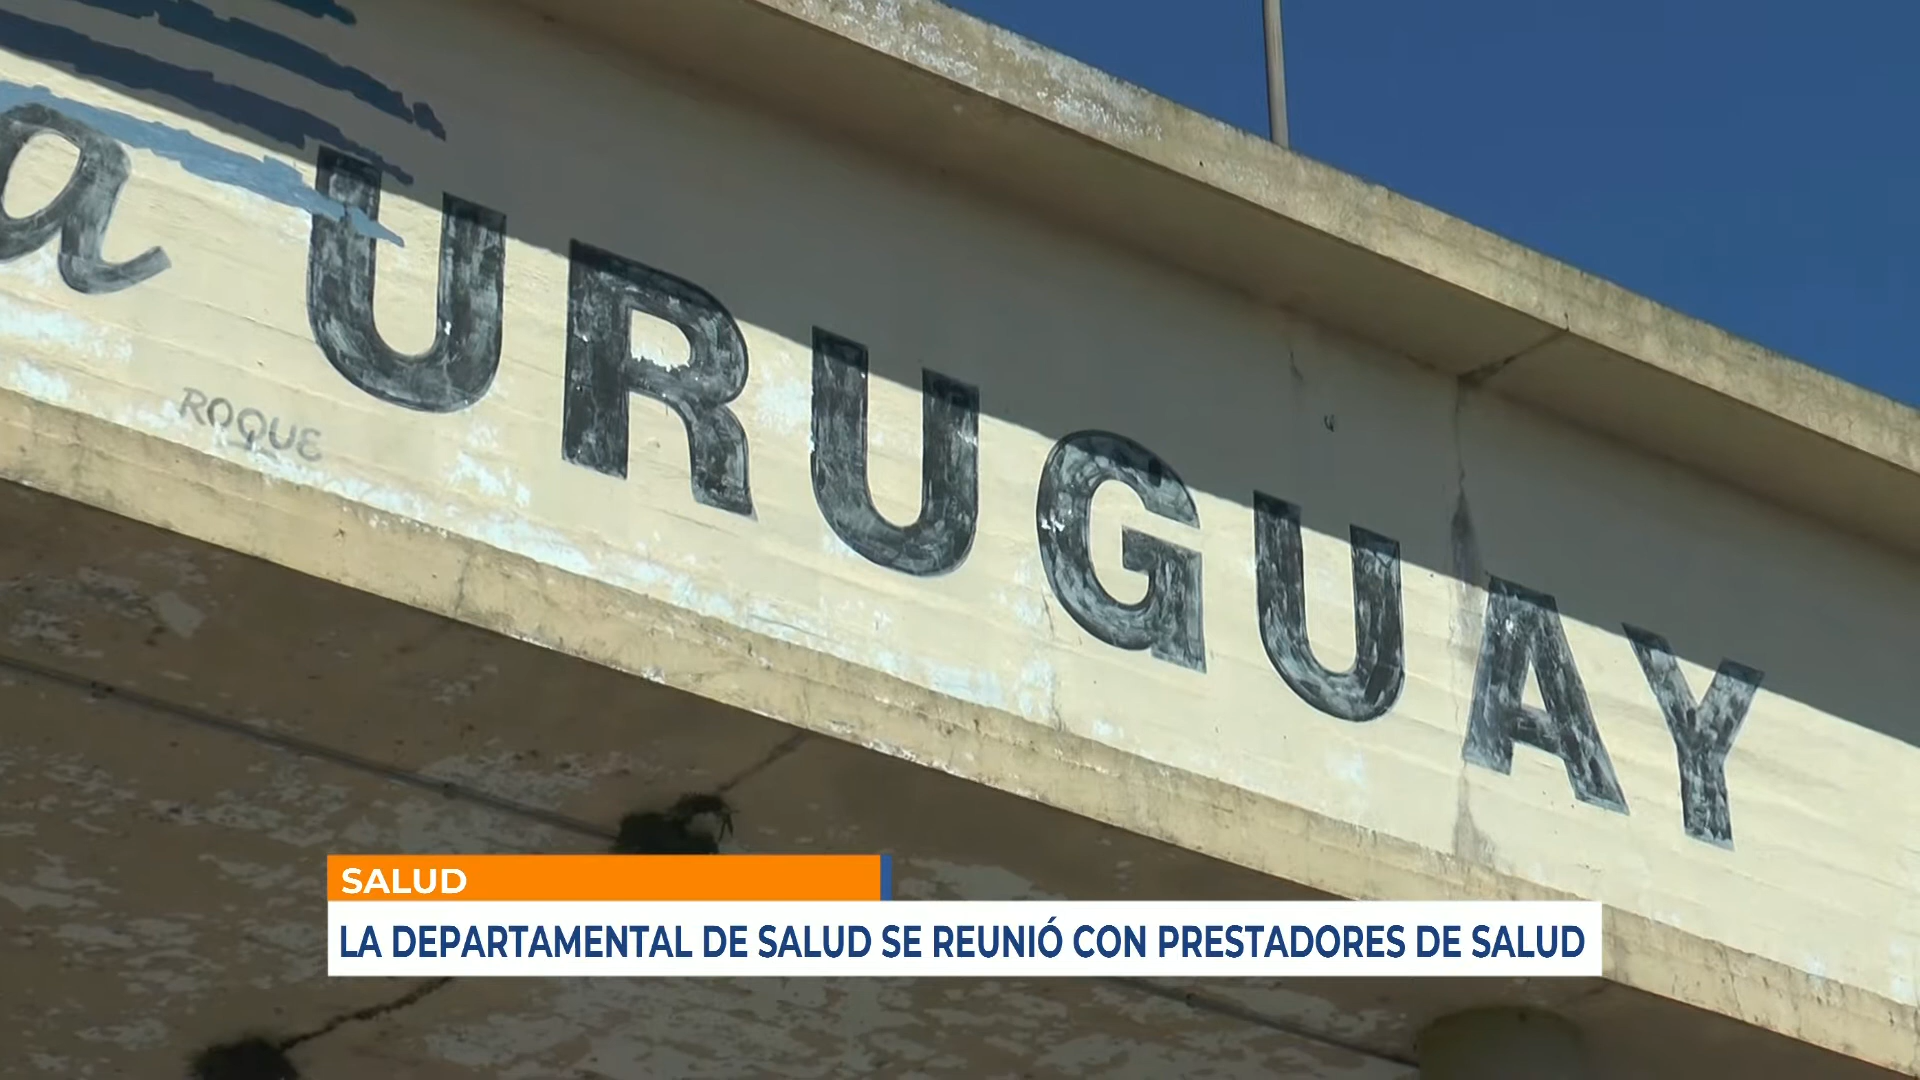 a URUGUAY
ROQUE
SALUD
LA DEPARTAMENTAL DE SALUD SE REUNIÓ CON PRESTADORES DE SALUD